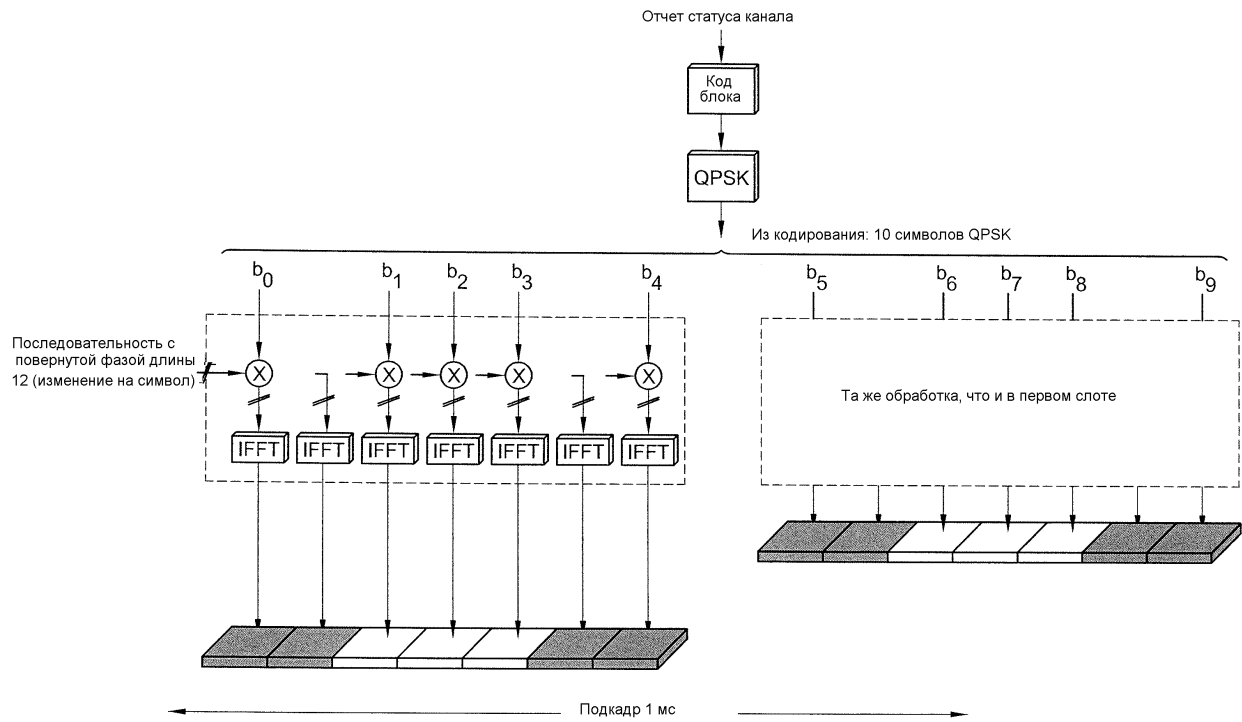 Отчет статуса канала
Код
блока
QPSK
Из кодирования: 10 символов QPSK
b0 b1 b2 b3 b4 b5 b6 b7 b8 b9
Последовательность с
повернутой фазой длины
12 (изменение на символ)
X X X X X
Та же обработка, что и в первом слоте
IFFT IFFT IFFT IFFT IFFT IFFT IFFT
Подкадр 1 мс